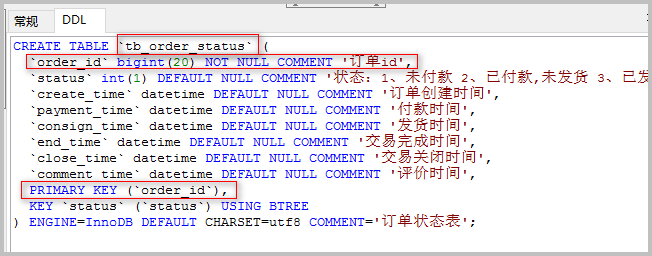 常规 DDL
CREATE TABLE `tb_order_status` (
`order_id` bigint(20) NOT NULL COMMENT '订单id',
`status` int(1) DEFAULT NULL COMMENT '状态：1、未付款 2、已付款,未发货 3、已发
`create_time` datetime DEFAULT NULL COMMENT '订单创建时间',
`payment_time` datetime DEFAULT NULL COMMENT '付款时间',
`consign_time` datetime DEFAULT NULL COMMENT '发货时间',
`end_time` datetime DEFAULT NULL COMMENT '交易完成时间',
`close_time` datetime DEFAULT NULL COMMENT '交易关闭时间',
`comment_time` datetime DEFAULT NULL COMMENT '评价时间',
PRIMARY KEY (`order_id`),
KEY `status` (`status`) USING BTREE
) ENGINE=InnoDB DEFAULT CHARSET=utf8 COMMENT='订单状态表';